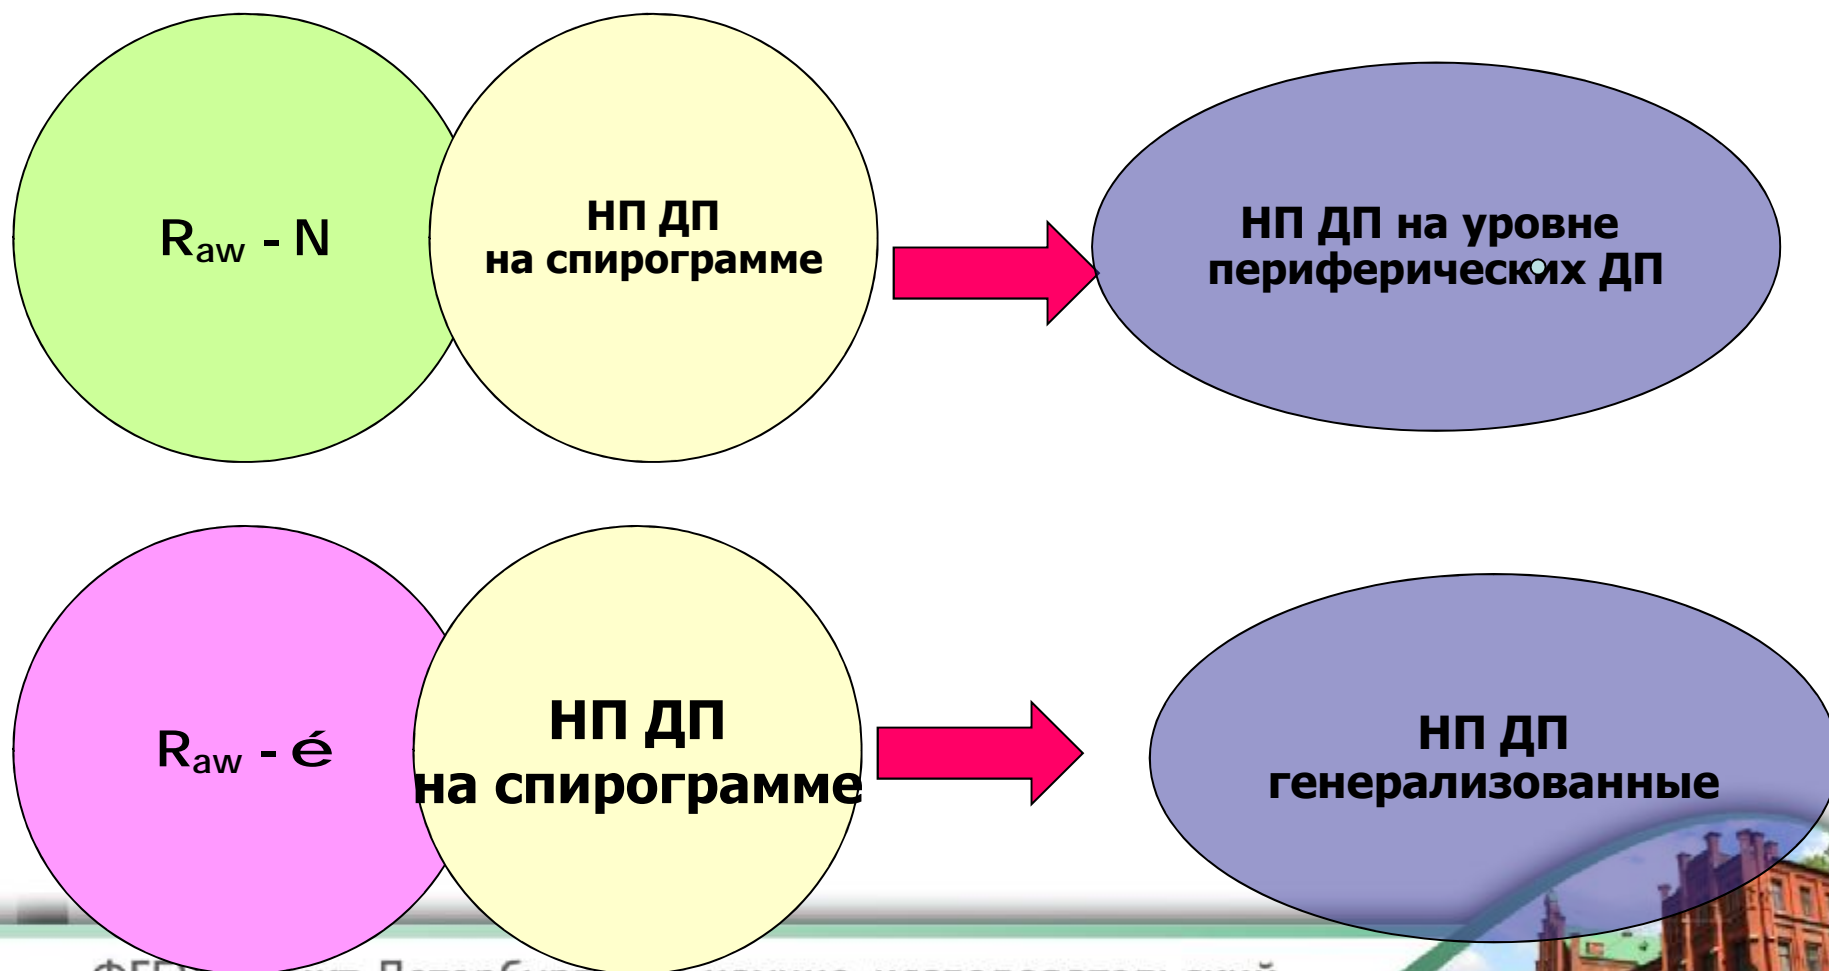 Raw - N
НП ДП
на спирограмме
НП ДП на уровне
периферических ДП
Raw - é
НП ДП
на спирограмме
НП ДП
генерализованные